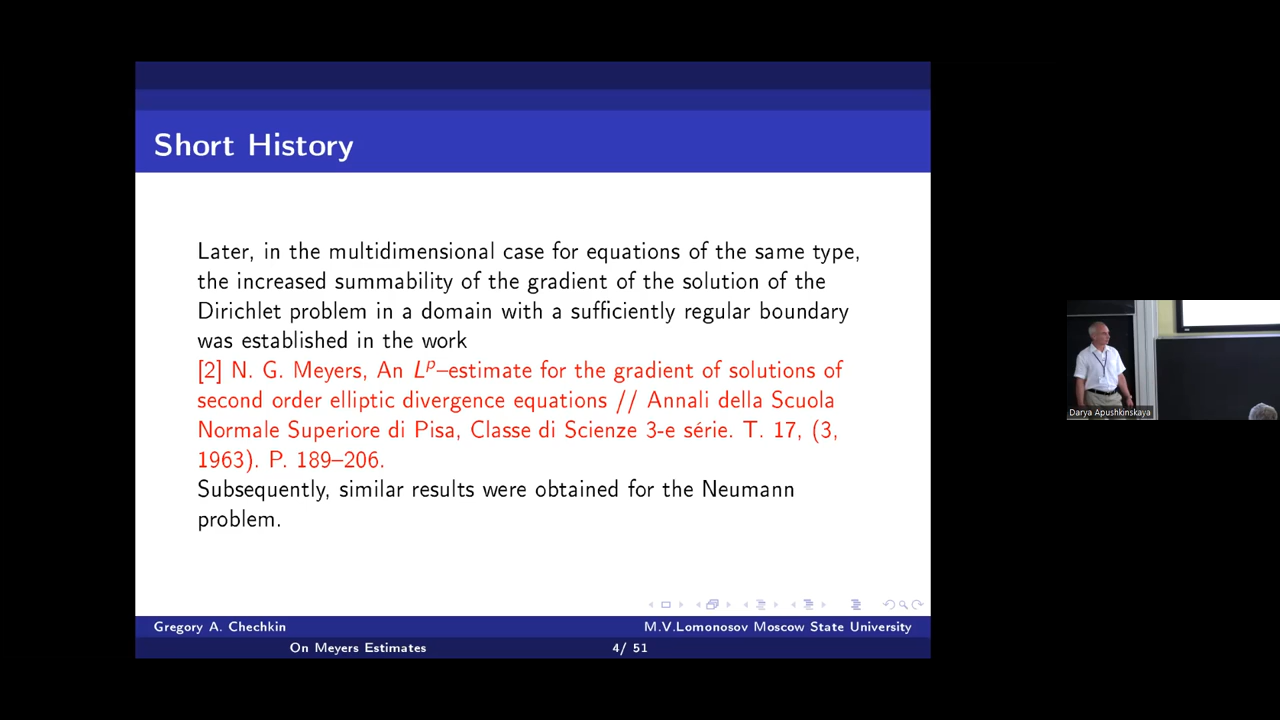 Short History
Later, in the multidimensional case for equations of the same type,
the increased summability of the gradient of the solution of the
Dirichlet problem in a domain with a sufficiently regular boundary
was established in the work
[2] N. G. Meyers, An Lᵖ–estimate for the gradient of solutions of
second order elliptic divergence equations // Annali della Scuola
Normale Superiore di Pisa, Classe di Scienze 3-e série. T. 17, (3,
1963). P. 189–206.
Subsequently, similar results were obtained for the Neumann
problem.
Gregory A. Chechkin
M.V.Lomonosov Moscow State University
On Meyers Estimates
4/ 51
Darya Apushkinskaya